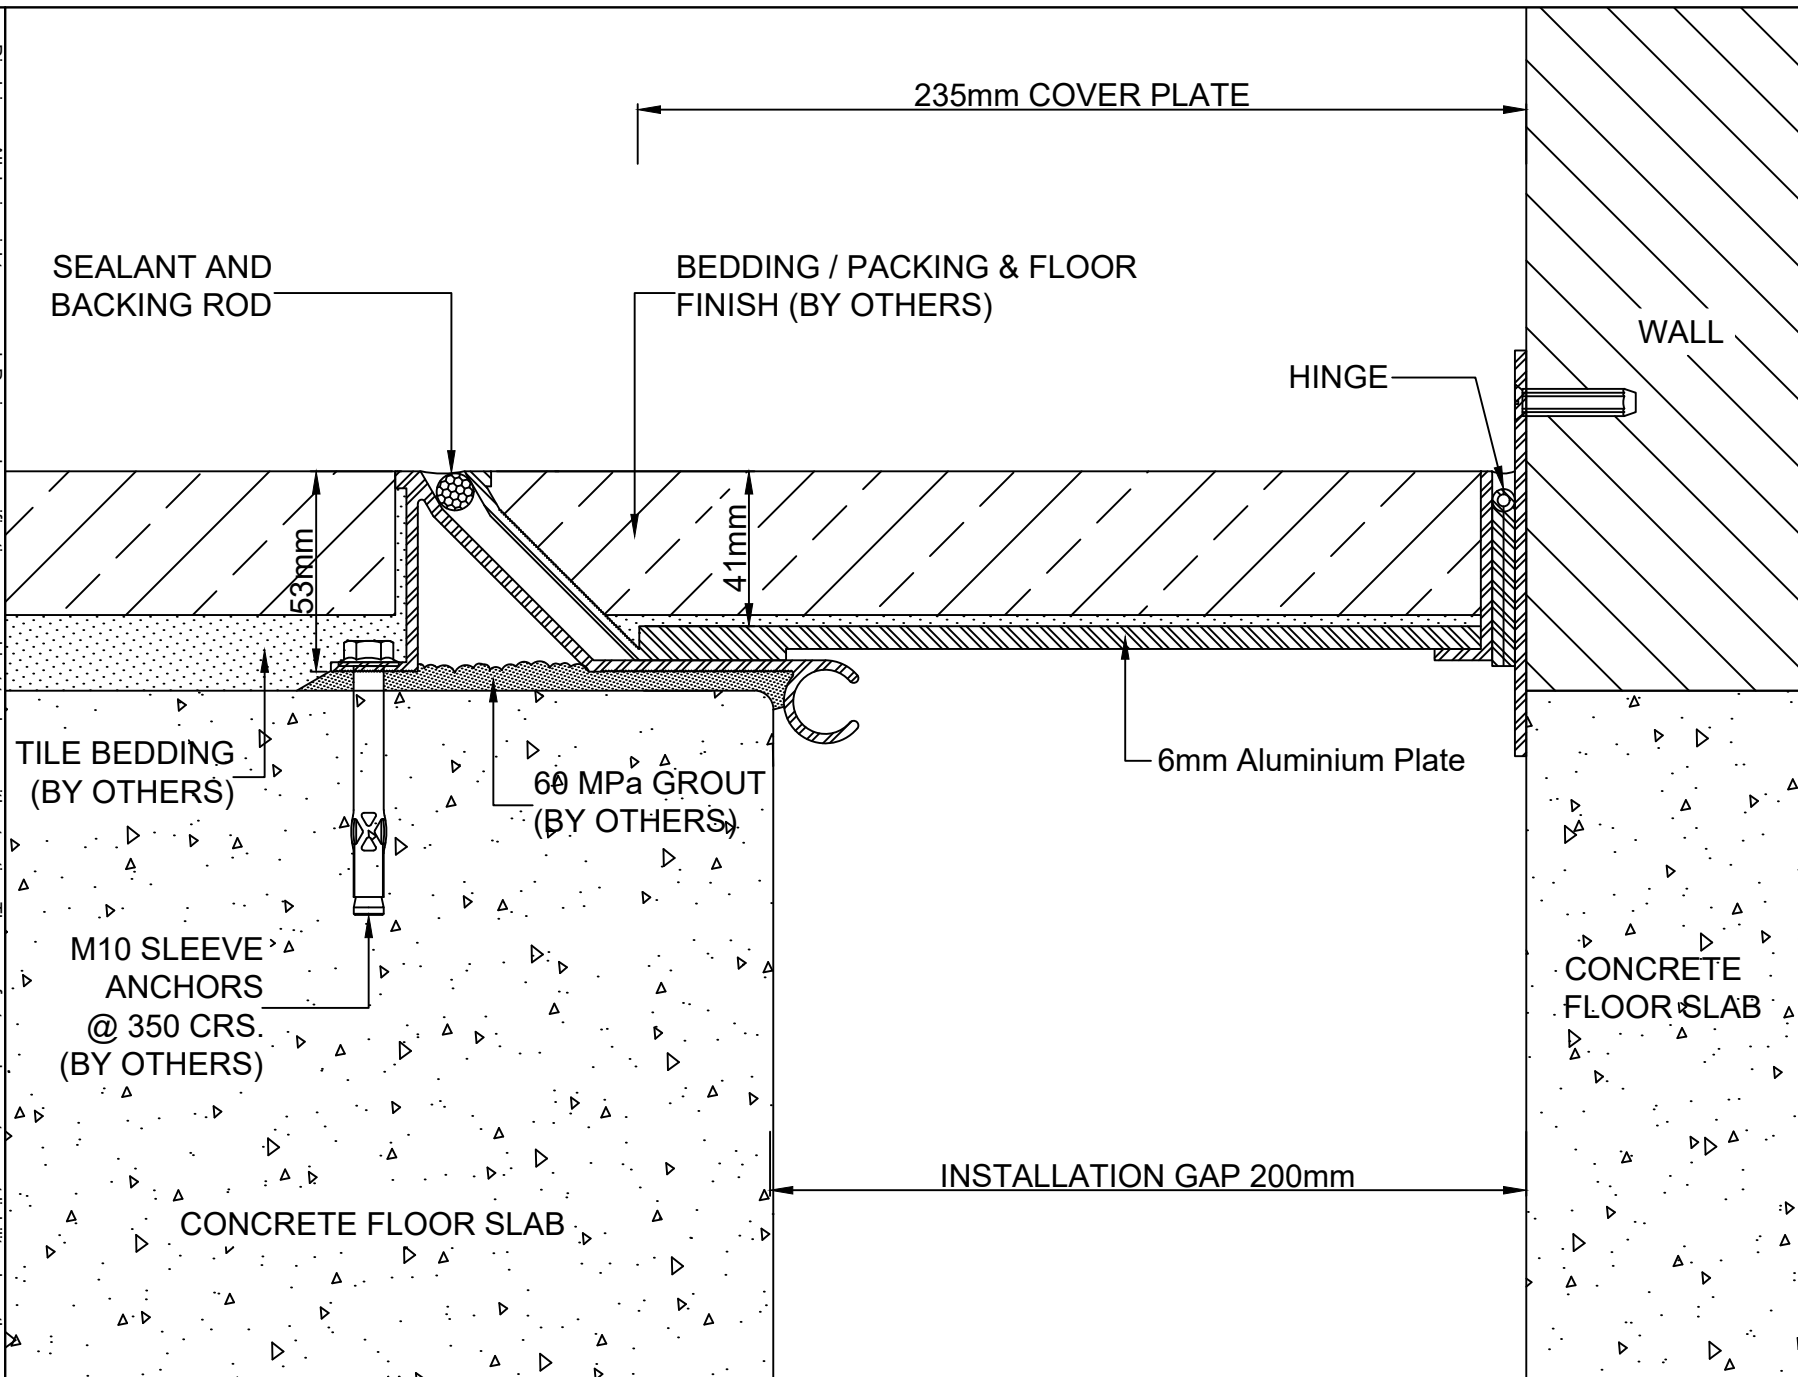 235mm COVER PLATE
SEALANT AND
BACKING ROD
BEDDING / PACKING & FLOOR
FINISH (BY OTHERS)
WALL
HINGE
53mm
41mm
TILE BEDDING
(BY OTHERS)
60 MPa GROUT
(BY OTHERS)
6mm Aluminium Plate
M10 SLEEVE
ANCHORS
@ 350 CRS.
(BY OTHERS)
CONCRETE
FLOOR SLAB
INSTALLATION GAP 200mm
CONCRETE FLOOR SLAB